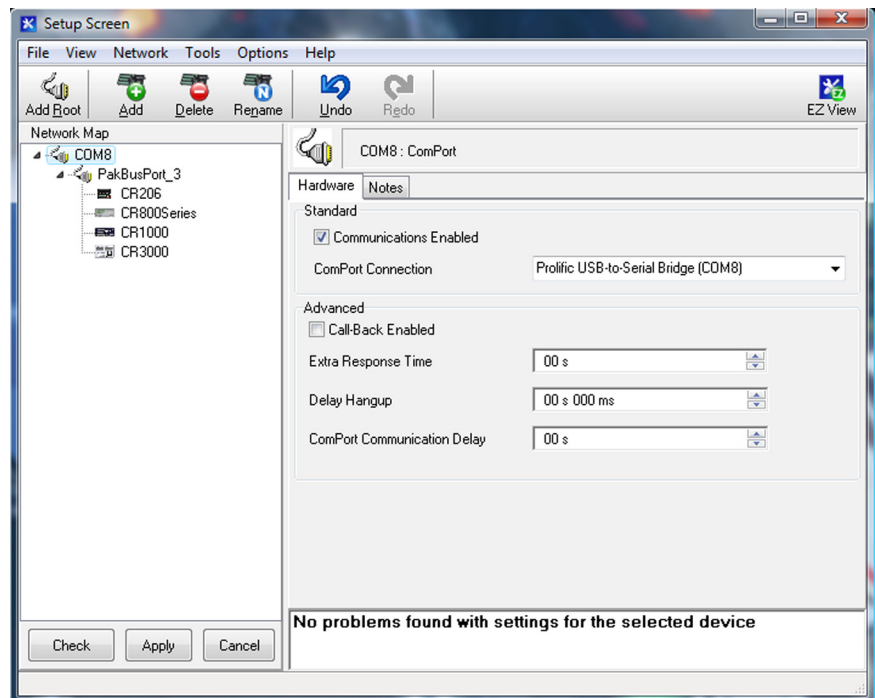 Setup Screen
File View Network Tools Options Help
Add Root Add Delete Rename Undo Redo EZ View
Network Map
COM8
PakBusPort_3
CR206
CR800Series
CR1000
CR3000
COM8 : ComPort
Hardware Notes
Standard
Communications Enabled
ComPort Connection Prolific USB-to-Serial Bridge (COM8)
Advanced
Call-Back Enabled
Extra Response Time 00 s
Delay Hangup 00 s 000 ms
ComPort Communication Delay 00 s
No problems found with settings for the selected device
Check Apply Cancel